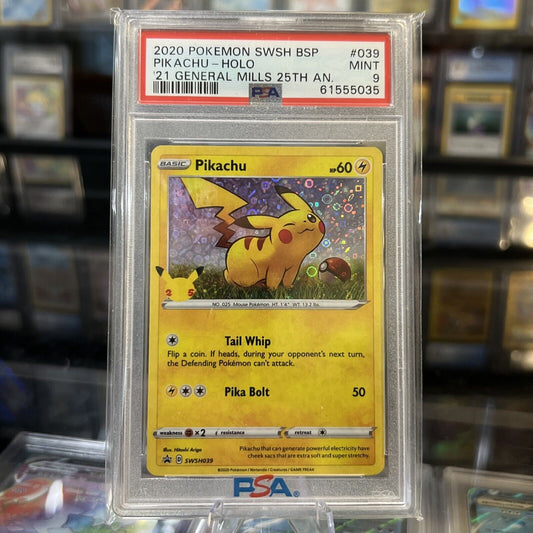 2020 POKEMON SWSH BSP #039
PIKACHU - HOLO MINT
'21 GENERAL MILLS 25TH AN. 9
PSA 61555035
BASIC Pikachu HP60
25
NO. 025 Mouse Pokémon HT: 1'4" WT: 13.2 lbs.
Tail Whip
Flip a coin. If heads, during your opponent's next turn,
the Defending Pokémon can't attack.
Pika Bolt 50
weakness ×2 resistance retreat
Illus. Hitoshi Ariga
Pikachu that can generate powerful electricity have
cheek sacs that are extra soft and super stretchy.
SWSH039
©2020 Pokémon / Nintendo / Creatures / GAME FREAK
PSA